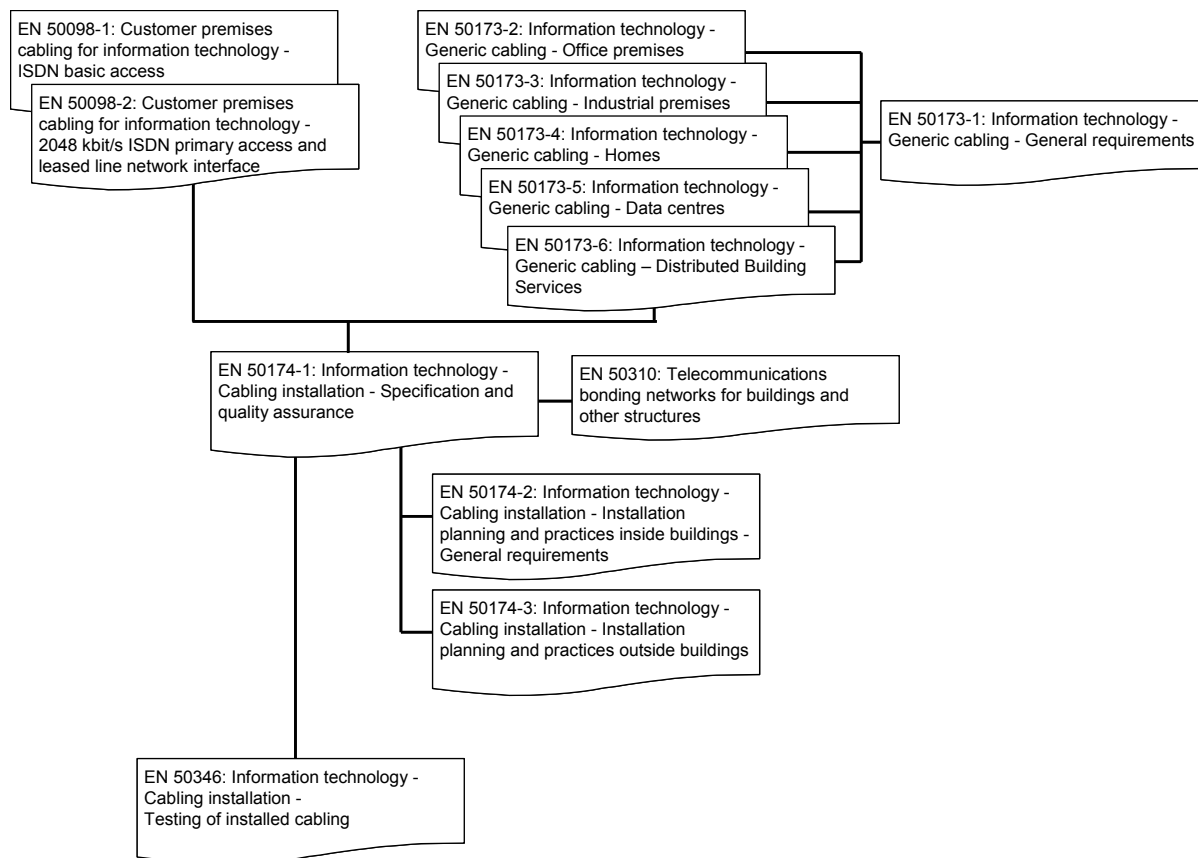 EN 50098-1: Customer premises
cabling for information technology -
ISDN basic access
EN 50098-2: Customer premises
cabling for information technology -
2048 kbit/s ISDN primary access and
leased line network interface
EN 50173-2: Information technology -
Generic cabling - Office premises
EN 50173-3: Information technology -
Generic cabling - Industrial premises
EN 50173-4: Information technology -
Generic cabling - Homes
EN 50173-5: Information technology -
Generic cabling - Data centres
EN 50173-6: Information technology -
Generic cabling – Distributed Building
Services
EN 50173-1: Information technology -
Generic cabling - General requirements
EN 50174-1: Information technology -
Cabling installation - Specification and
quality assurance
EN 50310: Telecommunications
bonding networks for buildings and
other structures
EN 50174-2: Information technology -
Cabling installation - Installation
planning and practices inside buildings -
General requirements
EN 50174-3: Information technology -
Cabling installation - Installation
planning and practices outside buildings
EN 50346: Information technology -
Cabling installation -
Testing of installed cabling